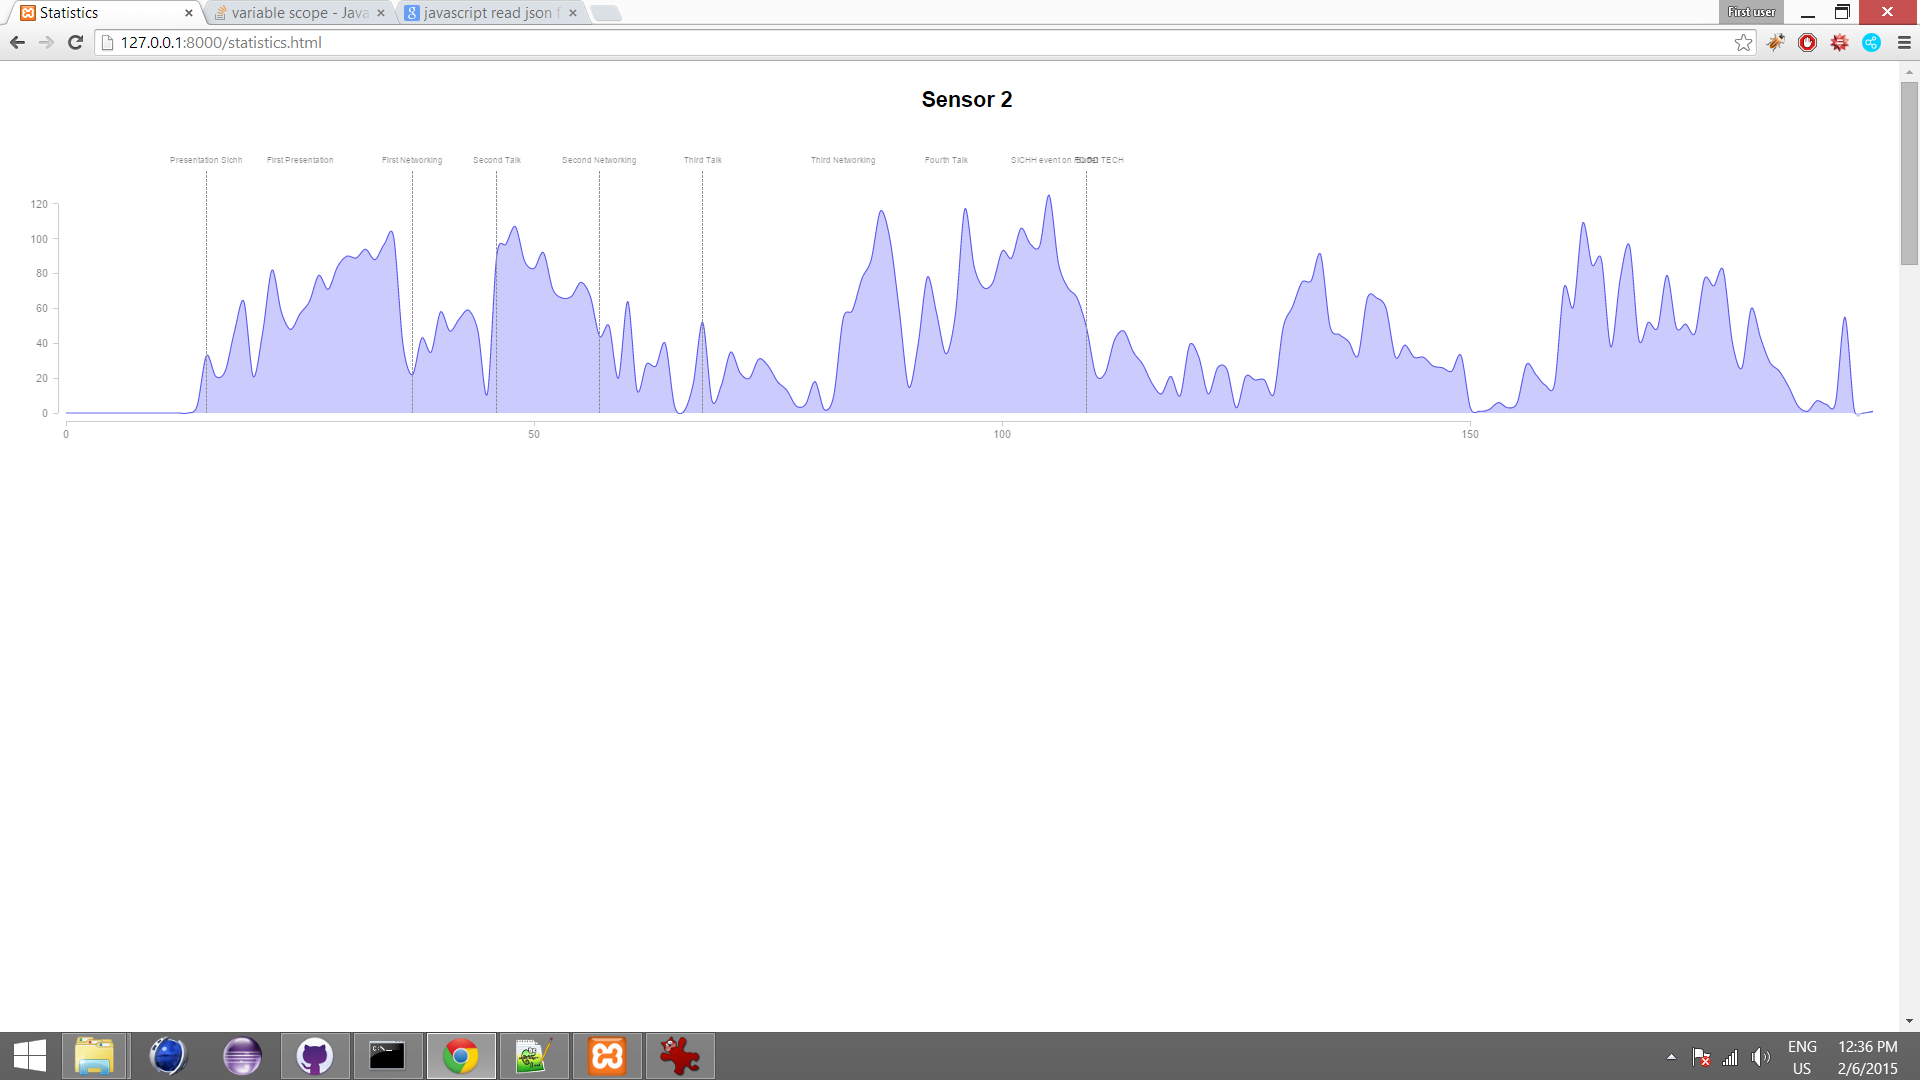 Statistics
variable scope - Java
javascript read json f
First user
127.0.0.1:8000/statistics.html
Sensor 2
Presentation Sichh
First Presentation
First Networking
Second Talk
Second Networking
Third Talk
Third Networking
Fourth Talk
SICHH event on
TECH
120
100
80
60
40
20
0
0
50
100
150
ENG
US
12:36 PM
2/6/2015